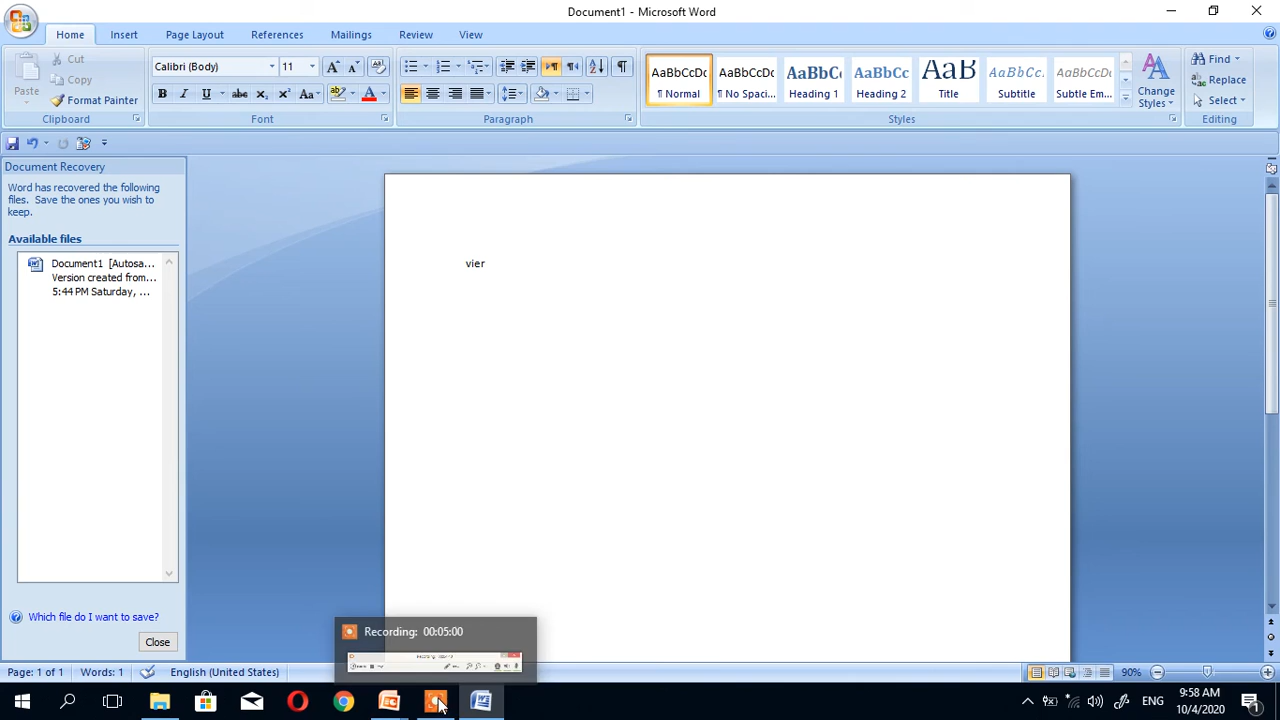 Document1 - Microsoft Word
Home Insert Page Layout References Mailings Review View
Paste
Cut
Copy
Format Painter
Clipboard
Calibri (Body) 11
Font
Paragraph
AaBbCcDc AaBbCcDc AaBbC AaBbCc AaB AaBbCc. AaBbCcDc
¶ Normal ¶ No Spaci... Heading 1 Heading 2 Title Subtitle Subtle Em...
Change
Styles
Styles
Find
Replace
Select
Editing
Document Recovery
Word has recovered the following
files. Save the ones you wish to
keep.
Available files
Document1 [Autosa...
Version created from...
5:44 PM Saturday, ...
Which file do I want to save?
Close
vier
Recording: 00:05:00
Page: 1 of 1 Words: 1 English (United States) 90%
ENG
9:58 AM
10/4/2020